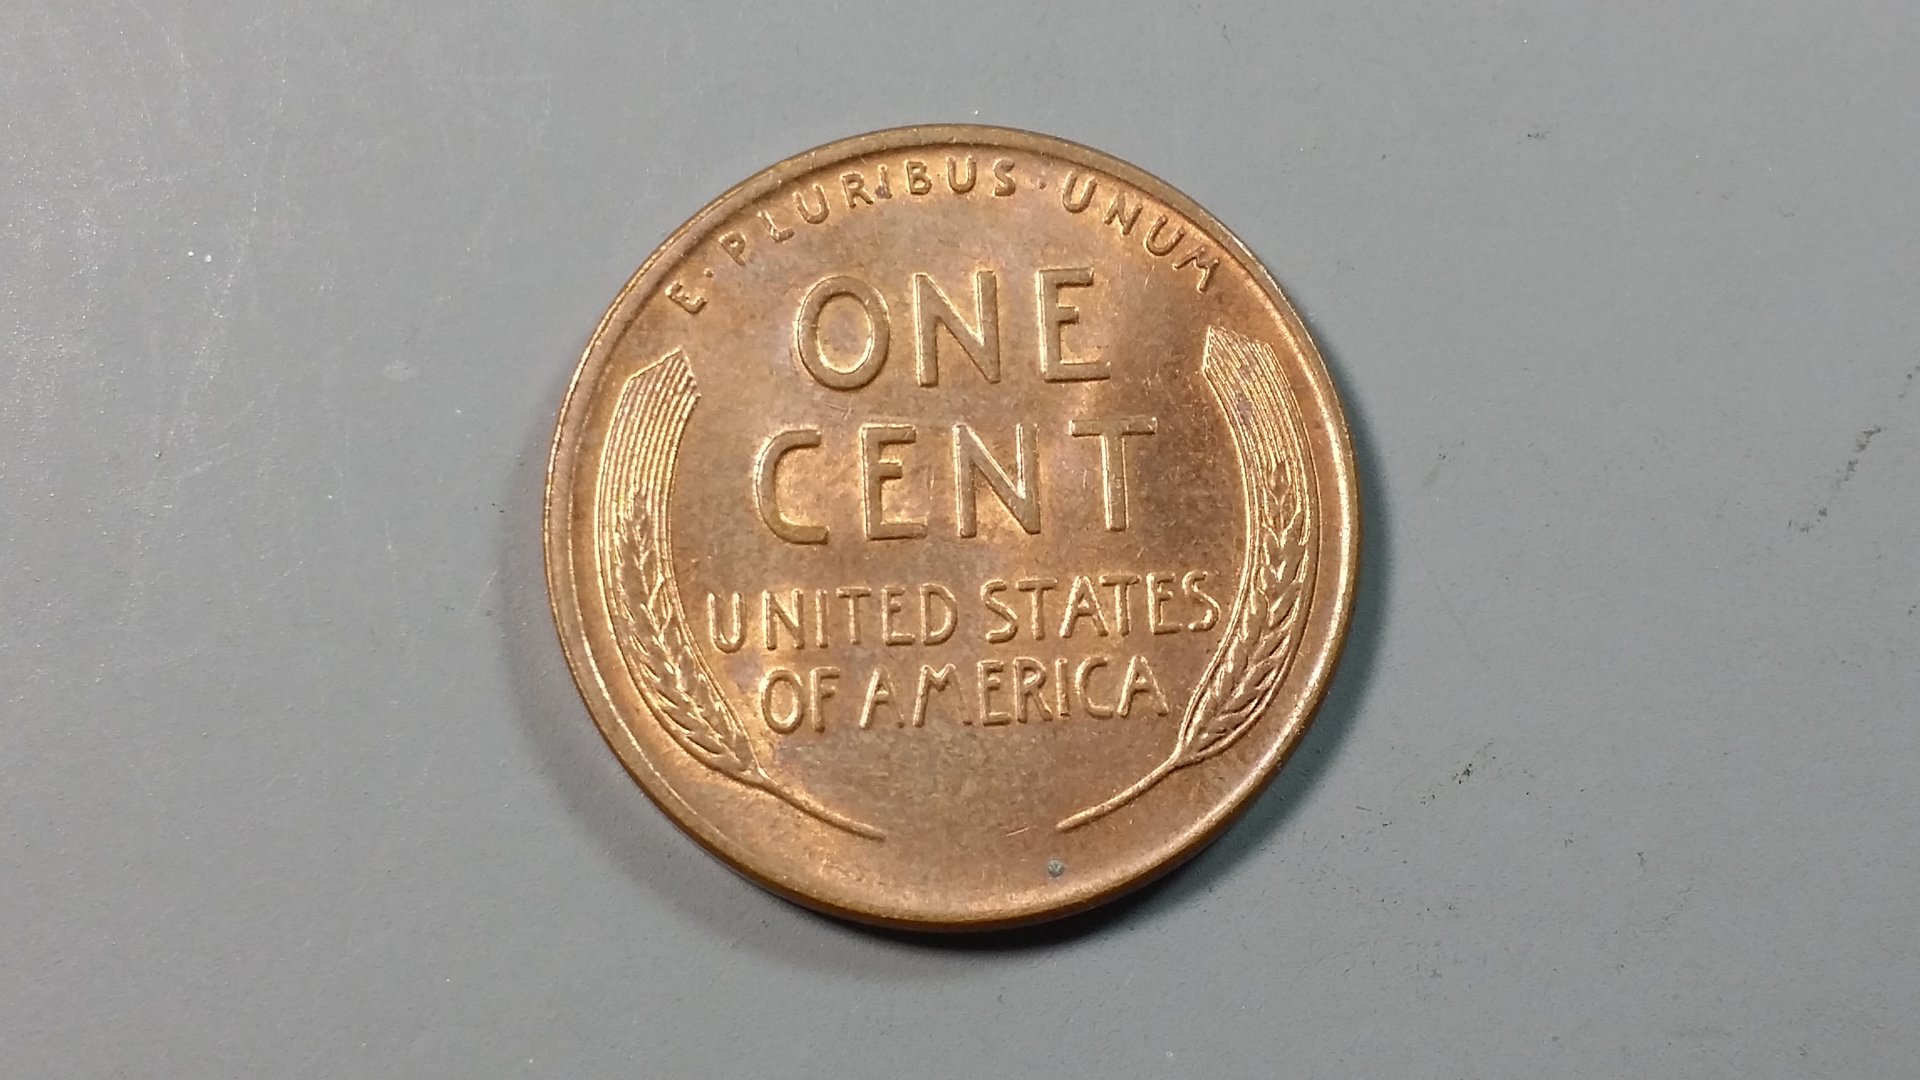 E·PLURIBUS·UNUM
ONE
CENT
UNITED STATES
OF AMERICA